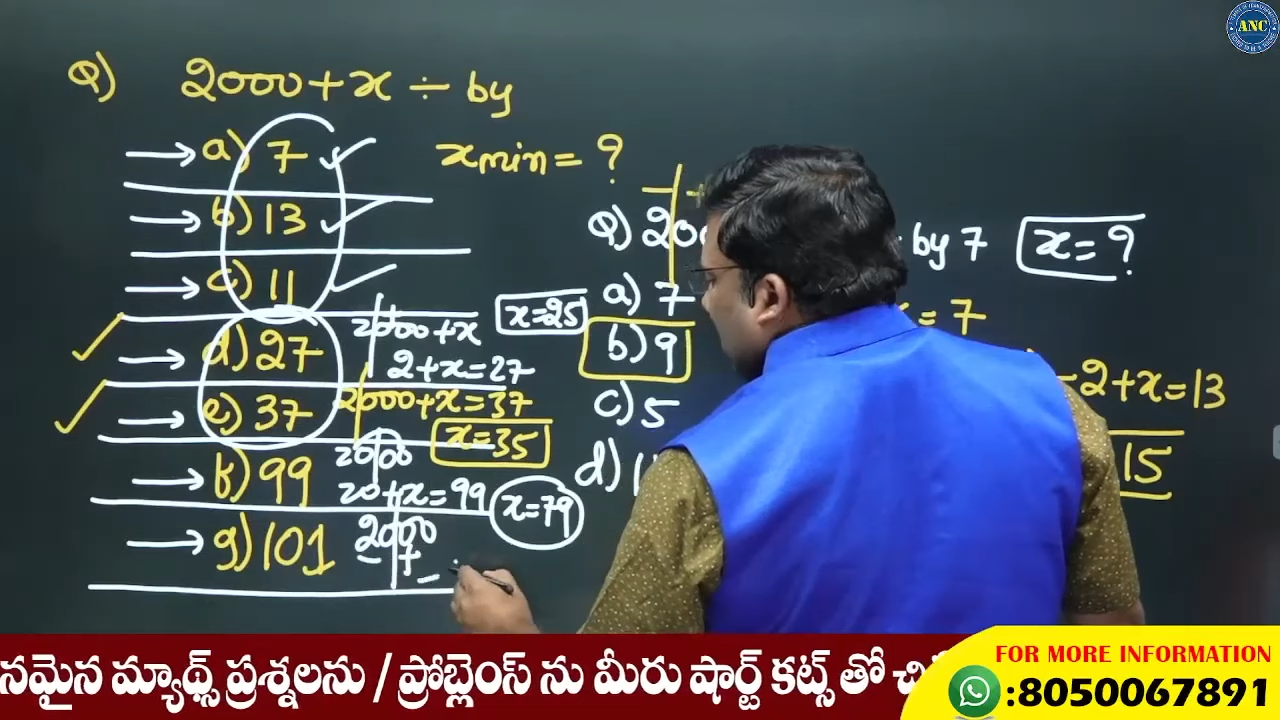 ANC
Q) 2000+x ÷ by
a) 7
xmin = ?
b) 13
c) 11
d) 27
2000+x
2+x=27
x=25
e) 37
2000+x=37
x=35
f) 99
2000
20+x=99
x=79
g) 101
2000
- +
-
- +
Q) 20
by 7
x=?
a) 7
= 7
b) 9
-2+x=13
c) 5
15
d) 1
నమైన మ్యాథ్స్ ప్రశ్నలను / ప్రోబ్లెంస్ ను మీరు షార్ట్ కట్స్ తో
FOR MORE INFORMATION
:8050067891